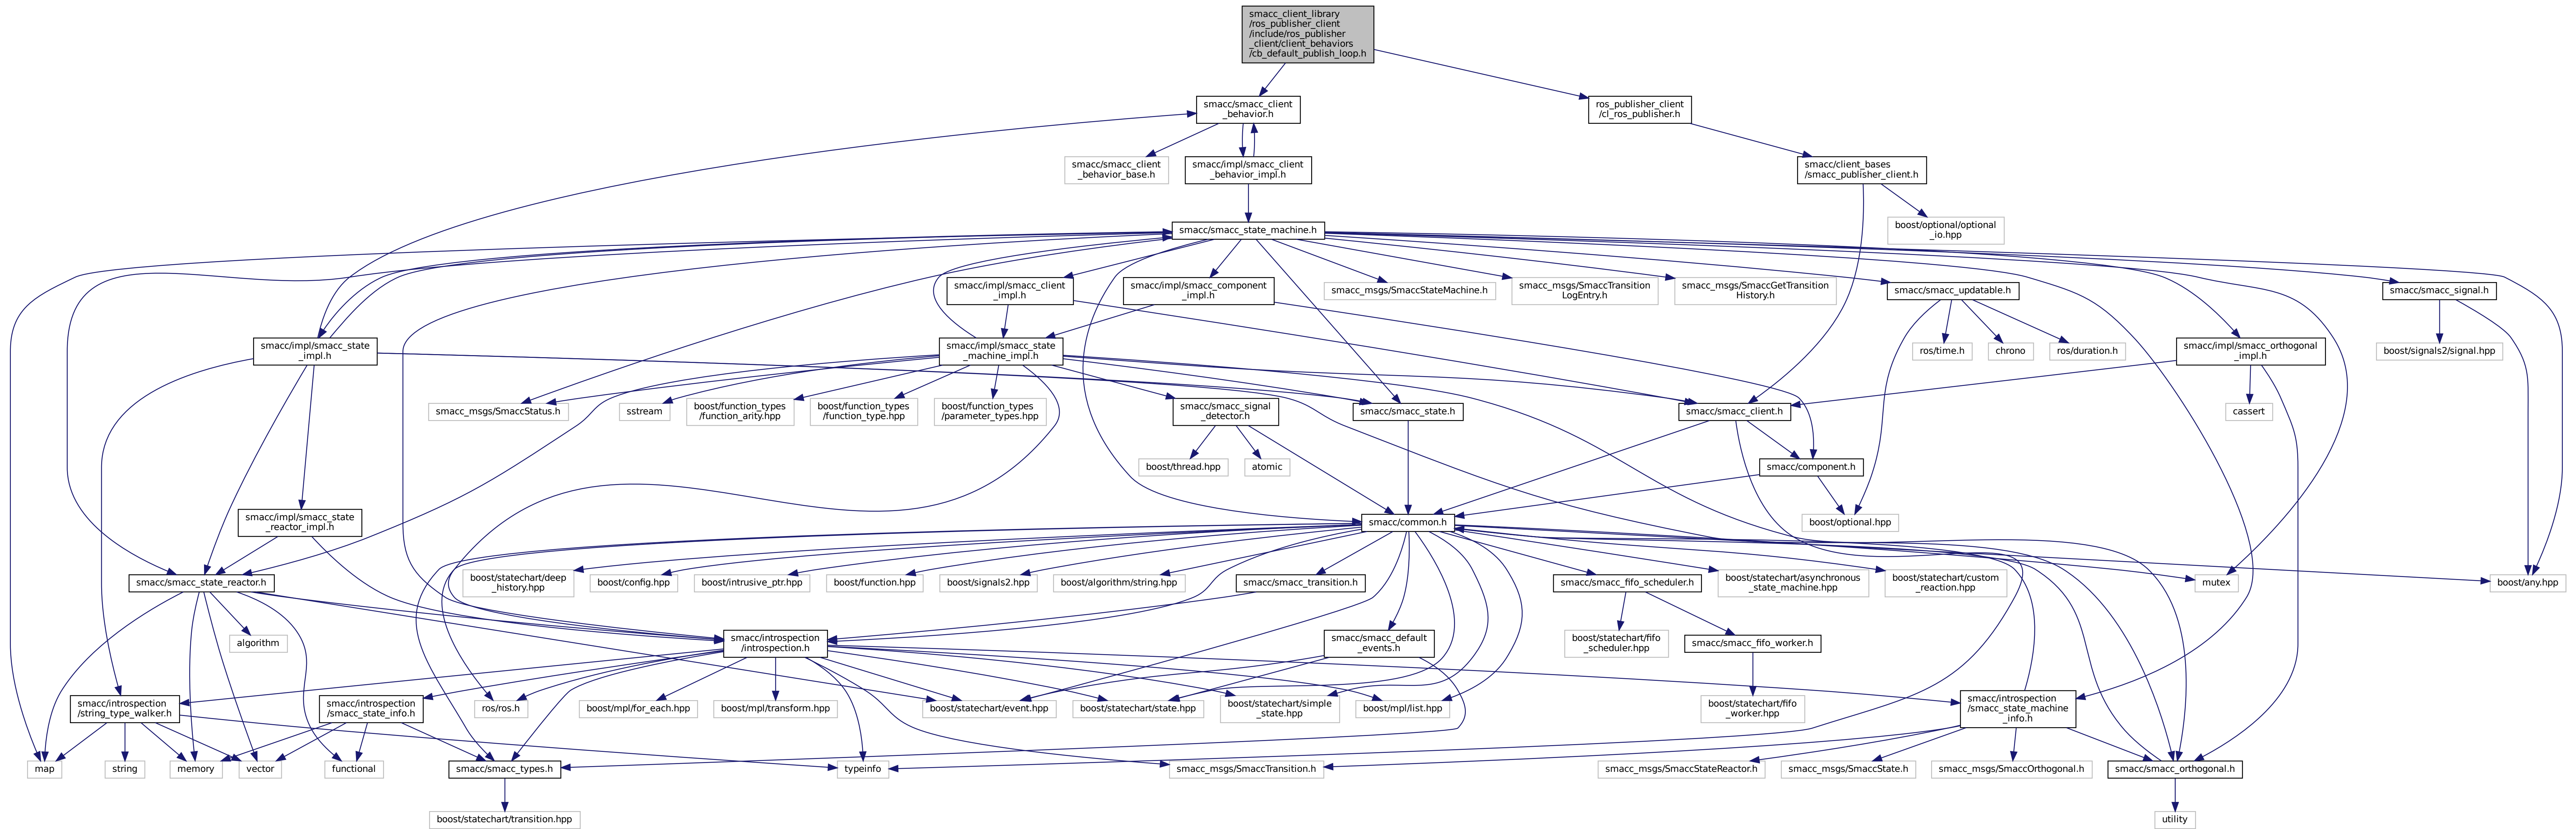 smacc_client_library
/ros_publisher_client
/include/ros_publisher
_client/client_behaviors
/cb_default_publish_loop.h
smacc/smacc_client
_behavior.h
ros_publisher_client
/cl_ros_publisher.h
smacc/smacc_client
_behavior_base.h
smacc/impl/smacc_client
_behavior_impl.h
smacc/client_bases
/smacc_publisher_client.h
smacc/smacc_state_machine.h
boost/optional/optional
_io.hpp
smacc/impl/smacc_client
_impl.h
smacc/impl/smacc_component
_impl.h
smacc_msgs/SmaccStateMachine.h
smacc_msgs/SmaccTransition
LogEntry.h
smacc_msgs/SmaccGetTransition
History.h
smacc/smacc_updatable.h
smacc/smacc_signal.h
smacc/impl/smacc_state
_impl.h
smacc/impl/smacc_state
_machine_impl.h
ros/time.h
chrono
ros/duration.h
smacc/impl/smacc_orthogonal
_impl.h
boost/signals2/signal.hpp
smacc_msgs/SmaccStatus.h
sstream
boost/function_types
/function_arity.hpp
boost/function_types
/function_type.hpp
boost/function_types
/parameter_types.hpp
smacc/smacc_signal
_detector.h
smacc/smacc_state.h
smacc/smacc_client.h
cassert
boost/thread.hpp
atomic
smacc/component.h
smacc/impl/smacc_state
_reactor_impl.h
smacc/common.h
boost/optional.hpp
smacc/smacc_state_reactor.h
boost/statechart/deep
_history.hpp
boost/config.hpp
boost/intrusive_ptr.hpp
boost/function.hpp
boost/signals2.hpp
boost/algorithm/string.hpp
smacc/smacc_transition.h
smacc/smacc_fifo_scheduler.h
boost/statechart/asynchronous
_state_machine.hpp
boost/statechart/custom
_reaction.hpp
mutex
boost/any.hpp
algorithm
smacc/introspection
/introspection.h
smacc/smacc_default
_events.h
boost/statechart/fifo
_scheduler.hpp
smacc/smacc_fifo_worker.h
smacc/introspection
/string_type_walker.h
smacc/introspection
/smacc_state_info.h
ros/ros.h
boost/mpl/for_each.hpp
boost/mpl/transform.hpp
boost/statechart/event.hpp
boost/statechart/state.hpp
boost/statechart/simple
_state.hpp
boost/mpl/list.hpp
boost/statechart/fifo
_worker.hpp
smacc/introspection
/smacc_state_machine
_info.h
map
string
memory
vector
functional
smacc/smacc_types.h
typeinfo
smacc_msgs/SmaccTransition.h
smacc_msgs/SmaccStateReactor.h
smacc_msgs/SmaccState.h
smacc_msgs/SmaccOrthogonal.h
smacc/smacc_orthogonal.h
boost/statechart/transition.hpp
utility